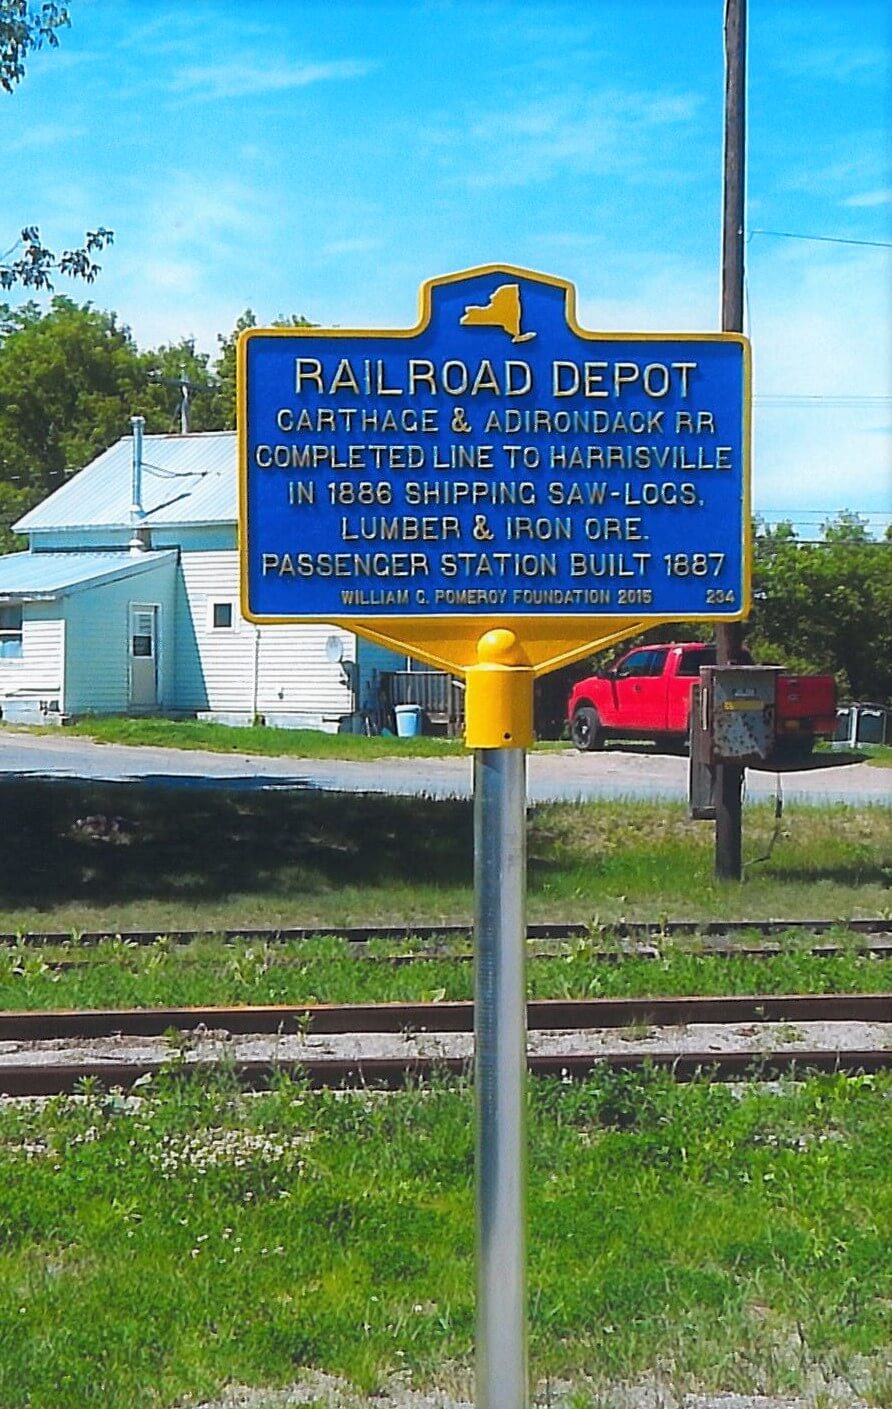 RAILROAD DEPOT
CARTHAGE & ADIRONDACK RR
COMPLETED LINE TO HARRISVILLE
IN 1886 SHIPPING SAW-LOGS,
LUMBER & IRON ORE.
PASSENGER STATION BUILT 1887
WILLIAM G. POMEROY FOUNDATION 2015 234